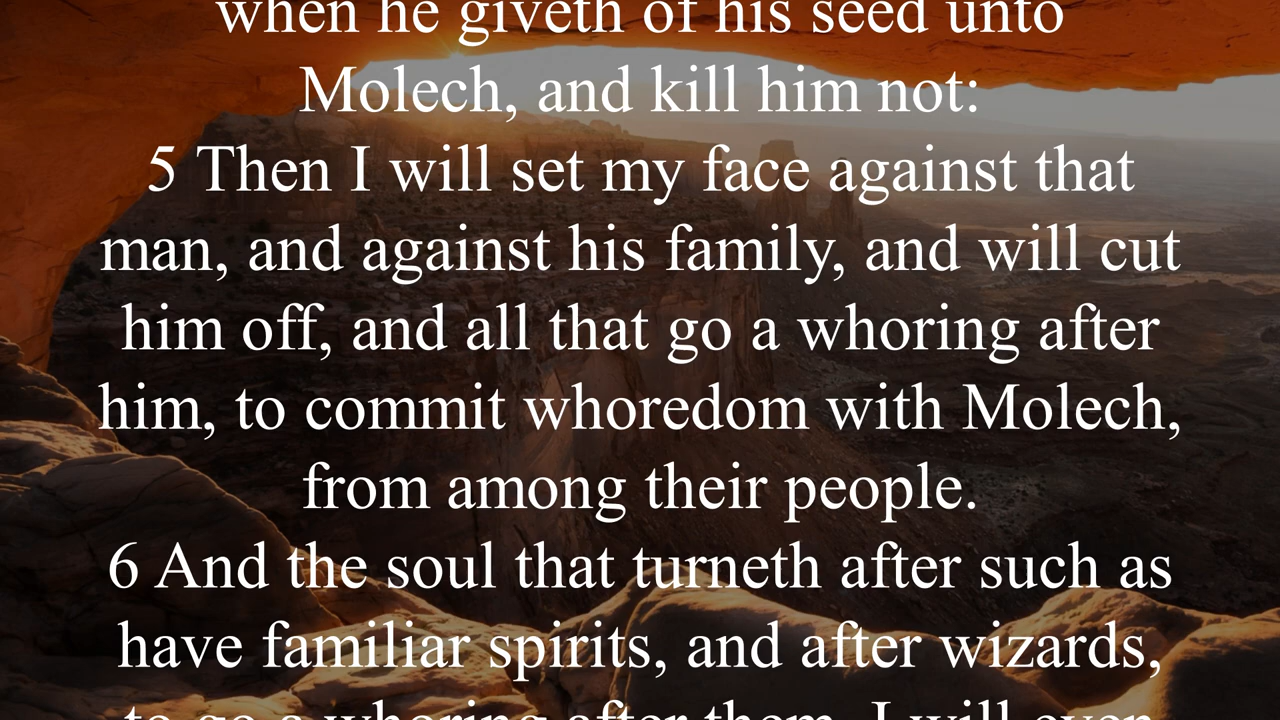 when he giveth of his seed unto
Molech, and kill him not:
5 Then I will set my face against that
man, and against his family, and will cut
him off, and all that go a whoring after
him, to commit whoredom with Molech,
from among their people.
6 And the soul that turneth after such as
have familiar spirits, and after wizards,
to go a whoring after them, I will even